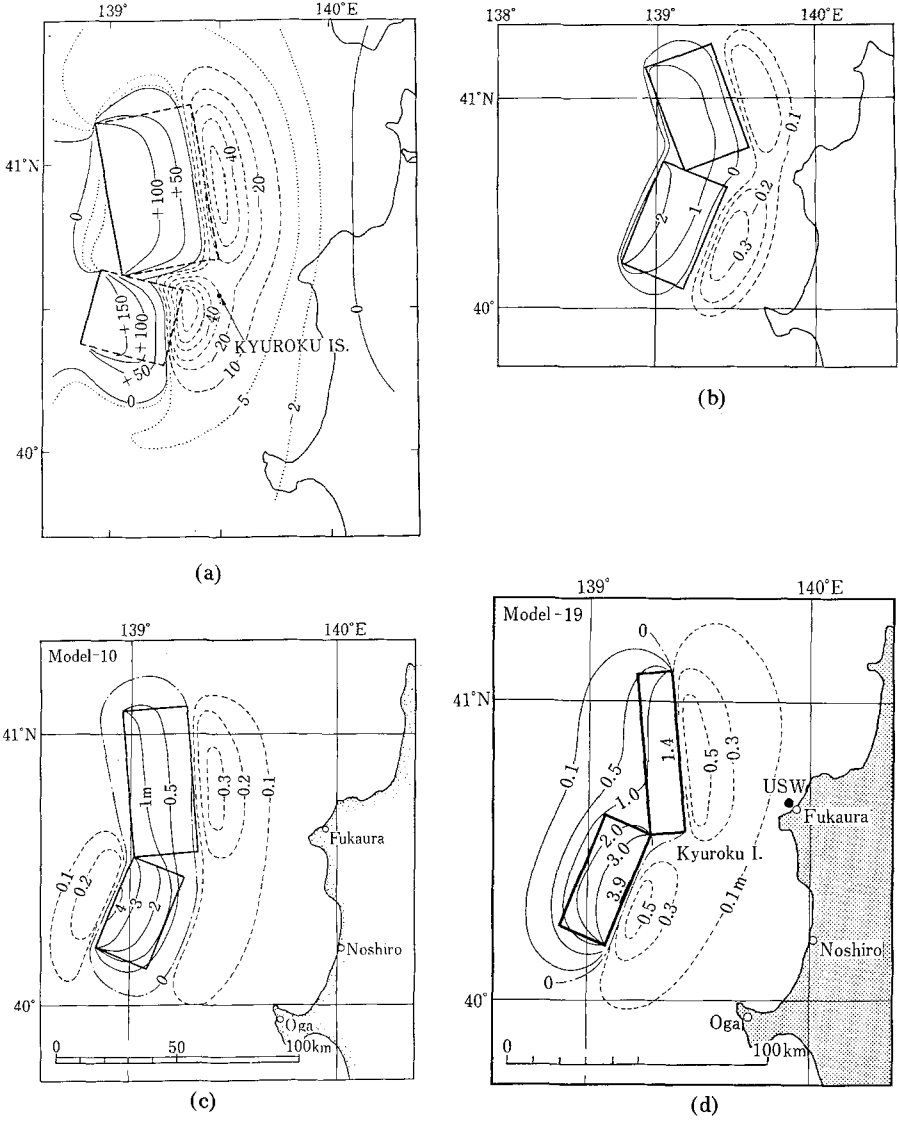 139°
140°E
41°N
40°
0
+100
+50
40
20
0
+150
+100
+50
0
40
20
10
5
2
0
KYUROKU IS.
(a)
138°
139°
140°E
41°N
40°
0
0.1
0
0.2
2
1
0.3
(b)
Model-10
139°
140°E
41°N
40°
1m
0.5
0.3
0.2
0.1
0.1
0.2
4
3
2
0
Fukaura
Noshiro
Oga
0
50
100km
(c)
Model-19
139°
140°E
41°N
40°
0
0.1
0.5
1.0
1.4
0.5
0.3
2.0
3.0
3.9
0.5
0.3
0.1m
0
USW
Fukaura
Kyuroku I.
Noshiro
Oga
0
100km
(d)